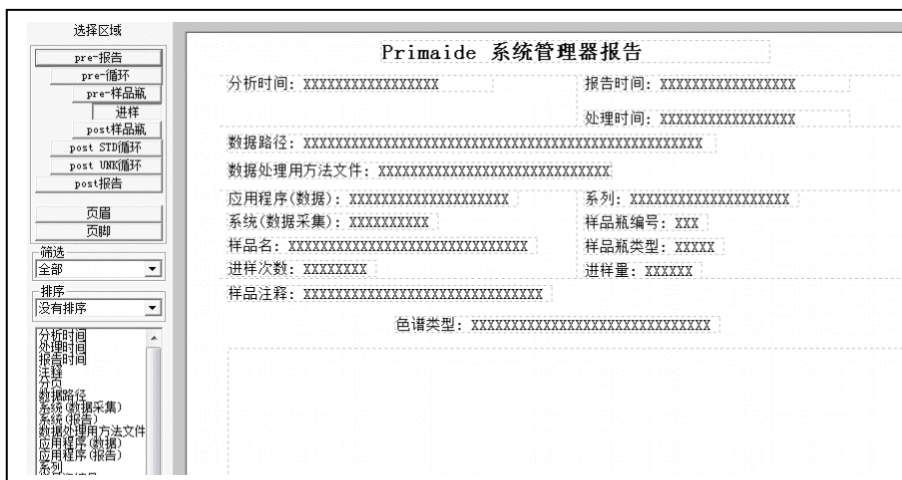 选择区域
pre-报告
pre-循环
pre-样品瓶
进样
post样品瓶
post STD循环
post UNK循环
post报告
页眉
页脚
筛选
全部
排序
没有排序
分析时间
处理时间
报告时间
注释
分页
数据路径
系统(数据采集)
系统(报告)
数据处理用方法文件
应用程序(数据)
应用程序(报告)
系列
Primaide 系统管理器报告
分析时间: XXXXXXXXXXXXXXXXX
报告时间: XXXXXXXXXXXXXXXXX
处理时间: XXXXXXXXXXXXXXXXX
数据路径: XXXXXXXXXXXXXXXXXXXXXXXXXXXXXXXXXXXXXXXXXXXXXXXXXX
数据处理用方法文件: XXXXXXXXXXXXXXXXXXXXXXXXXXXXX
应用程序(数据): XXXXXXXXXXXXXXXXXXXX
系列: XXXXXXXXXXXXXXXXXXXX
系统(数据采集): XXXXXXXXXX
样品瓶编号: XXX
样品名: XXXXXXXXXXXXXXXXXXXXXXXXXXXXXX
样品瓶类型: XXXXX
进样次数: XXXXXXXX
进样量: XXXXXX
样品注释: XXXXXXXXXXXXXXXXXXXXXXXXXXXXXX
色谱类型: XXXXXXXXXXXXXXXXXXXXXXXXXXXXXX